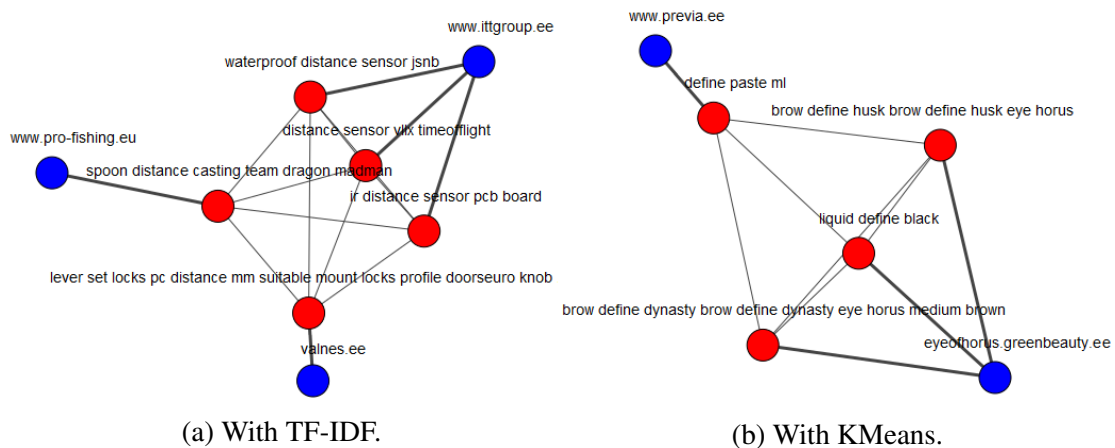 www.ittgroup.ee
waterproof distance sensor jsnb
distance sensor vllx timeofflight
www.pro-fishing.eu
spoon distance casting team dragon madman
ir distance sensor pcb board
lever set locks pc distance mm suitable mount locks profile doorseuro knob
valnes.ee
(a) With TF-IDF.
www.previa.ee
define paste ml
brow define husk brow define husk eye horus
liquid define black
brow define dynasty brow define dynasty eye horus medium brown
eyeofhorus.greenbeauty.ee
(b) With KMeans.